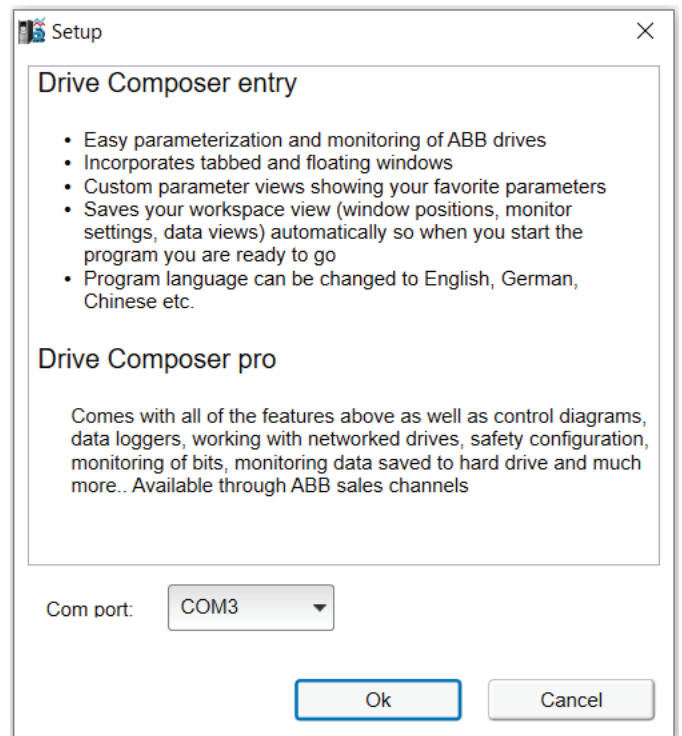 Setup
Drive Composer entry
• Easy parameterization and monitoring of ABB drives
• Incorporates tabbed and floating windows
• Custom parameter views showing your favorite parameters
• Saves your workspace view (window positions, monitor
settings, data views) automatically so when you start the
program you are ready to go
• Program language can be changed to English, German,
Chinese etc.
Drive Composer pro
Comes with all of the features above as well as control diagrams,
data loggers, working with networked drives, safety configuration,
monitoring of bits, monitoring data saved to hard drive and much
more.. Available through ABB sales channels
Com port: COM3
Ok Cancel